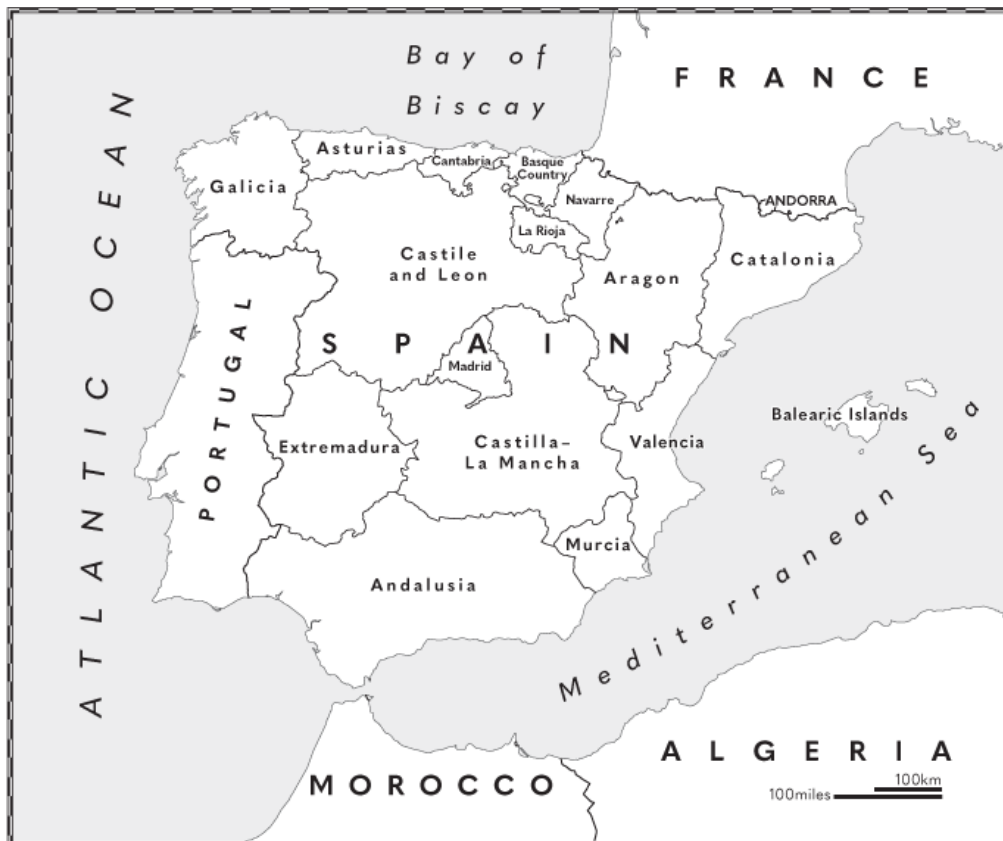 Bay of
Biscay
FRANCE
ATLANTIC OCEAN
Asturias
Cantabria
Basque
Country
Galicia
Navarre
ANDORRA
La Rioja
Castile
and Leon
Aragon
Catalonia
PORTUGAL
SPAIN
Madrid
Balearic Islands
Extremadura
Castilla–
La Mancha
Valencia
Mediterranean Sea
Murcia
Andalusia
ALGERIA
MOROCCO
100km
100miles